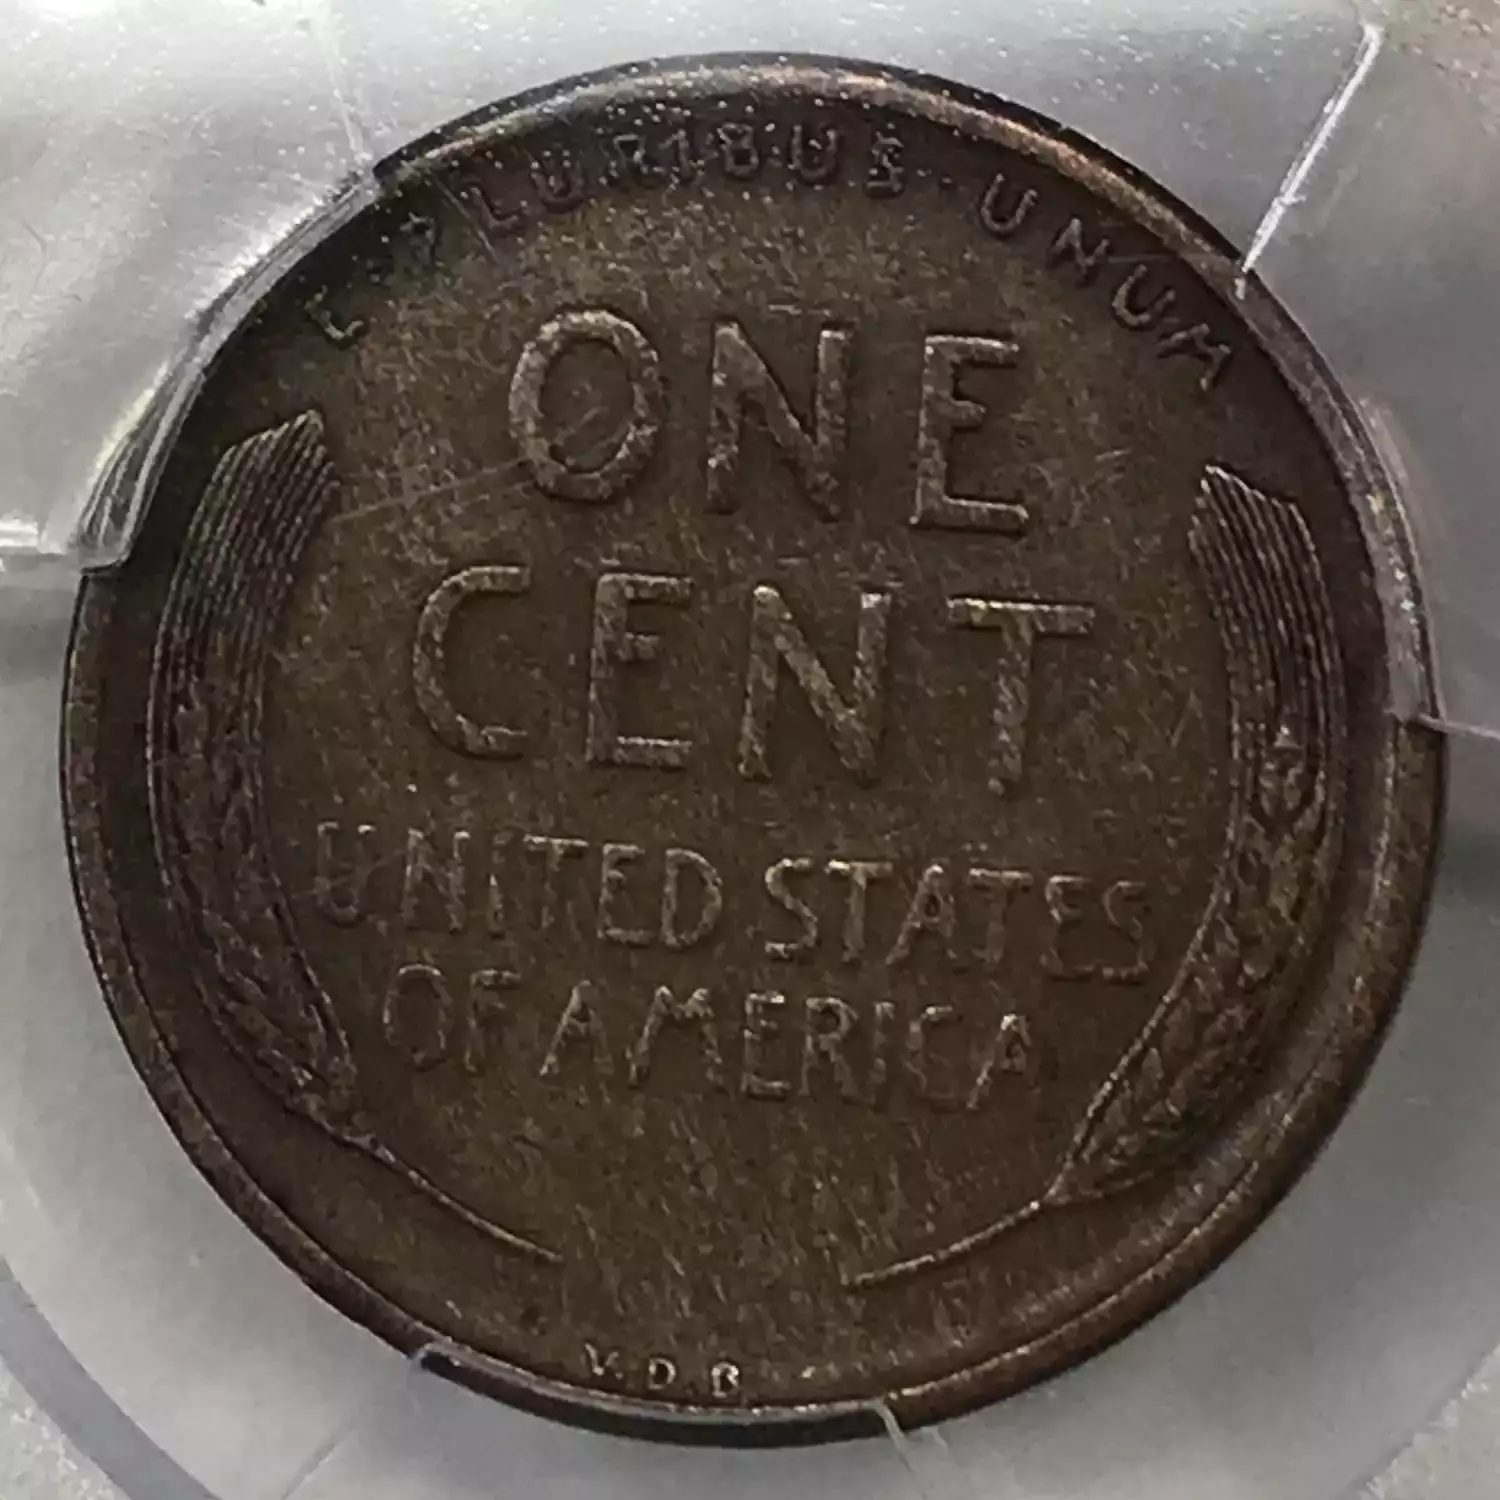 E · PLURIBUS · UNUM
ONE
CENT
UNITED STATES
OF AMERICA
V.D.B.